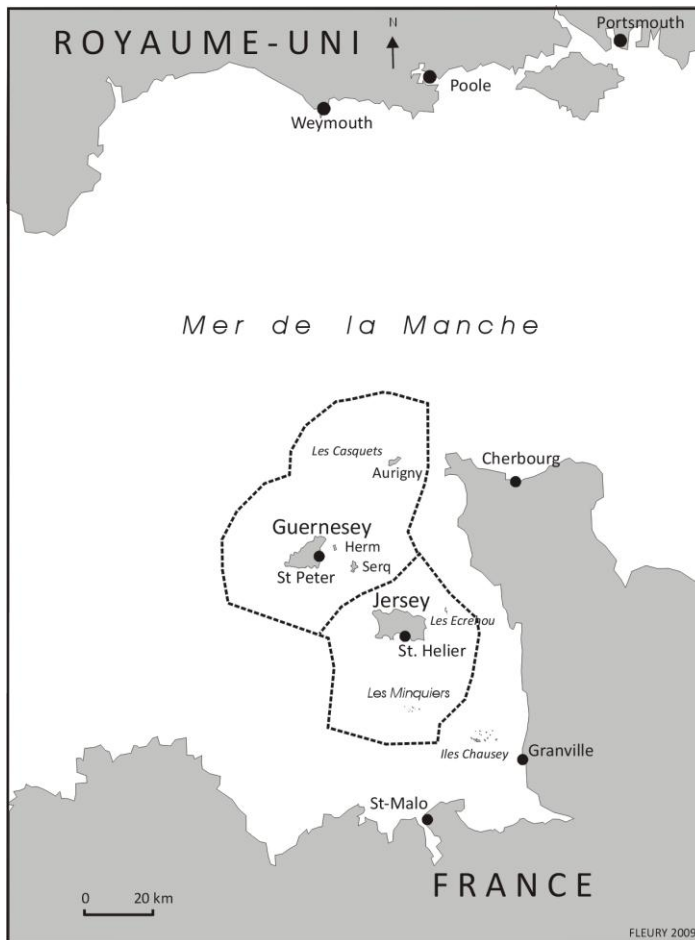 Portsmouth
ROYAUME-UNI
N
Poole
Weymouth
Mer de la Manche
Les Casquets
Aurigny
Cherbourg
Guernesey
Herm
Serq
St Peter
Jersey
Les Ecrehou
St. Helier
Les Minquiers
Iles Chausey
Granville
St-Malo
FRANCE
0 20 km
FLEURY 2009